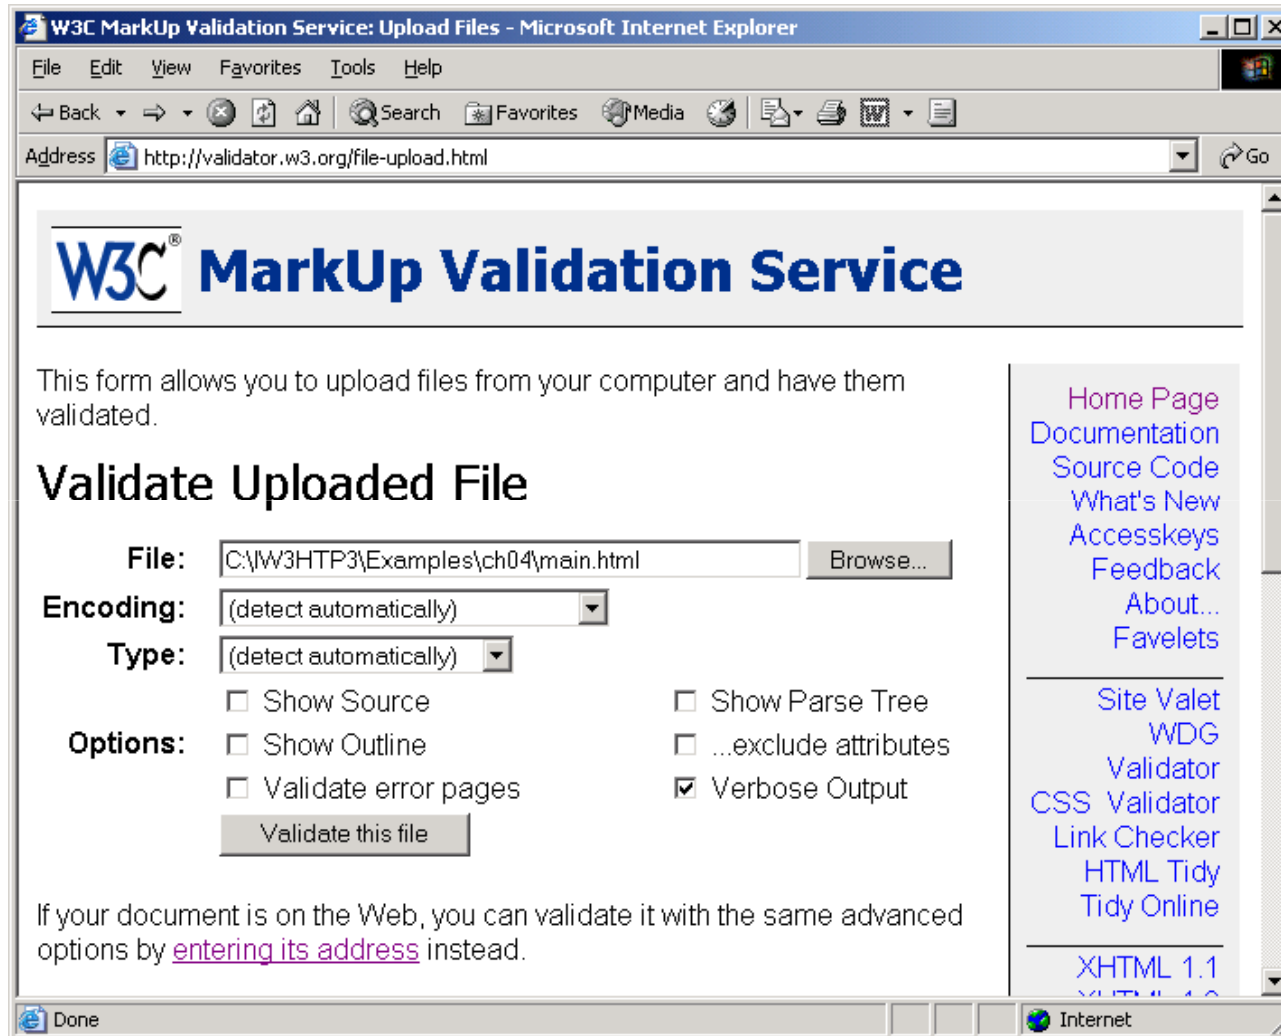 W3C MarkUp Validation Service: Upload Files - Microsoft Internet Explorer
File Edit View Favorites Tools Help
Back Search Favorites Media W
Address http://validator.w3.org/file-upload.html Go
W3C® MarkUp Validation Service
This form allows you to upload files from your computer and have them
validated.
Validate Uploaded File
File: C:\IW3HTP3\Examples\ch04\main.html Browse...
Encoding: (detect automatically)
Type: (detect automatically)
Show Source Show Parse Tree
Options: Show Outline ...exclude attributes
Validate error pages Verbose Output
Validate this file
If your document is on the Web, you can validate it with the same advanced
options by entering its address instead.
Home Page
Documentation
Source Code
What's New
Accesskeys
Feedback
About...
Favelets
Site Valet
WDG
Validator
CSS Validator
Link Checker
HTML Tidy
Tidy Online
XHTML 1.1
Done Internet